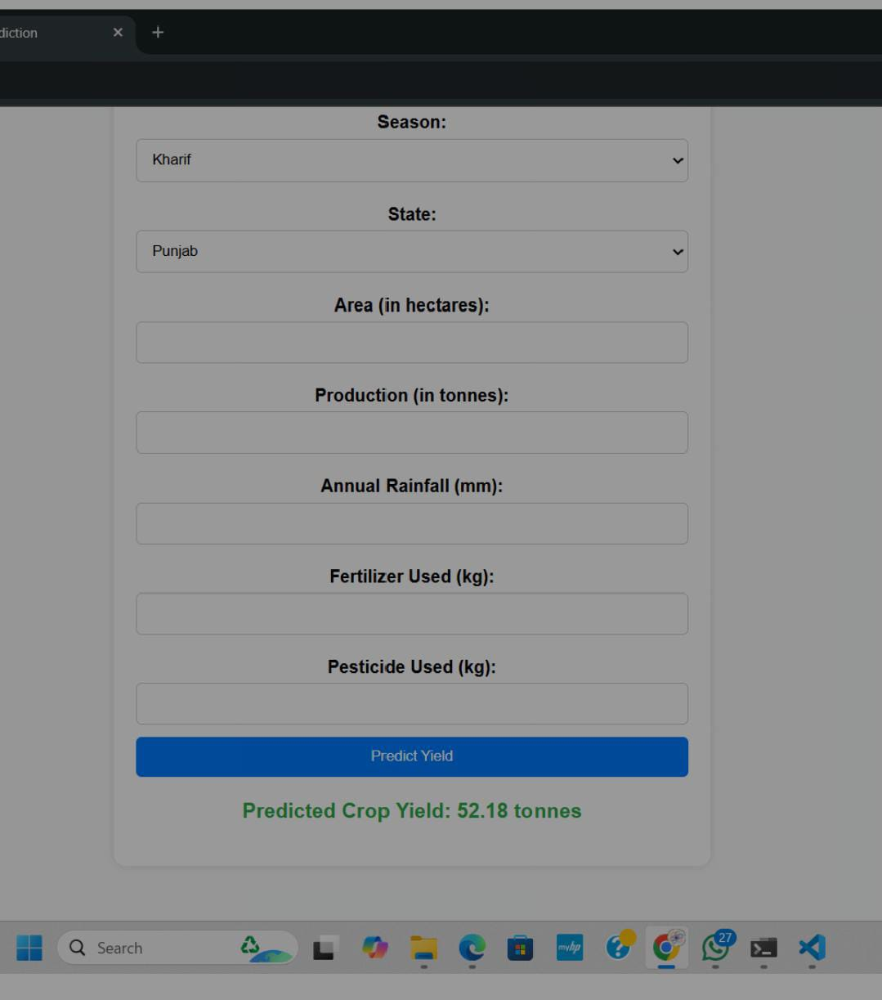 diction
Season:
Kharif
State:
Punjab
Area (in hectares):
Production (in tonnes):
Annual Rainfall (mm):
Fertilizer Used (kg):
Pesticide Used (kg):
Predict Yield
Predicted Crop Yield: 52.18 tonnes
Search
myhp
27